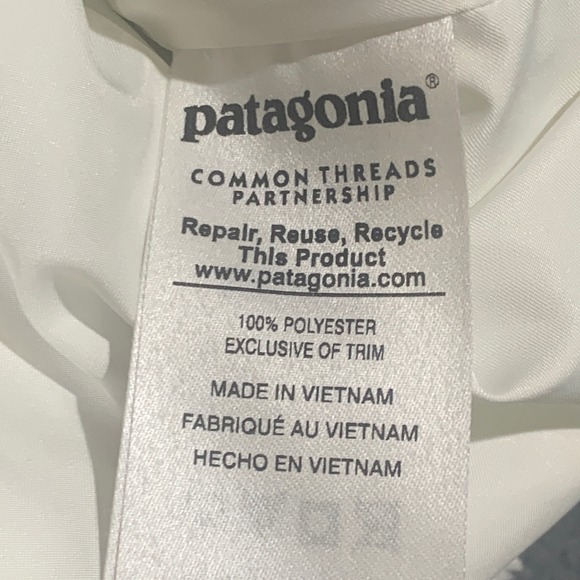 patagonia®
COMMON THREADS
PARTNERSHIP
Repair, Reuse, Recycle
This Product
www.patagonia.com
100% POLYESTER
EXCLUSIVE OF TRIM
MADE IN VIETNAM
FABRIQUÉ AU VIETNAM
HECHO EN VIETNAM